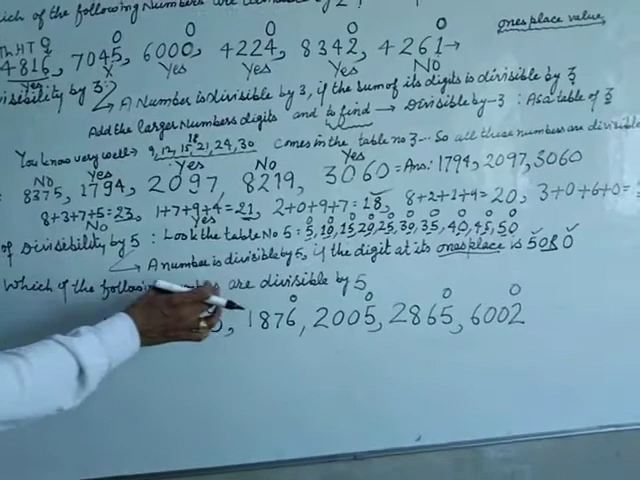 ch of the following Numbers are
ones place value,
Th H T O
4816, 7045, 6000, 4224, 8342, 4261→
Yes X Yes Yes Yes No
visibility by 3: A Number is divisible by 3, if the sum of its digits is divisible by 3
Add the larger Numbers digits and to find → Divisible by-3 : As a table of 3
You know very well→ 9, 12, 15, 18, 21, 24, 30 comes in the table no 3... So all these numbers are divisible
No Yes Yes No Yes
8375, 1794, 2097, 8219, 3060 = Ans: 1794, 2097, 3060
8+3+7+5=23, 1+7+9+4=21, 2+0+9+7=18, 8+2+1+9=20, 3+0+6+0=
No Yes
of Divisibility by 5 : Look the table No 5 = 5, 10, 15, 20, 25, 30, 35, 40, 45, 50
A number is divisible by 5, if the digit at its ones place is 5 or 0
Which of the following are divisible by 5
0, 1876, 2005, 2865, 6002